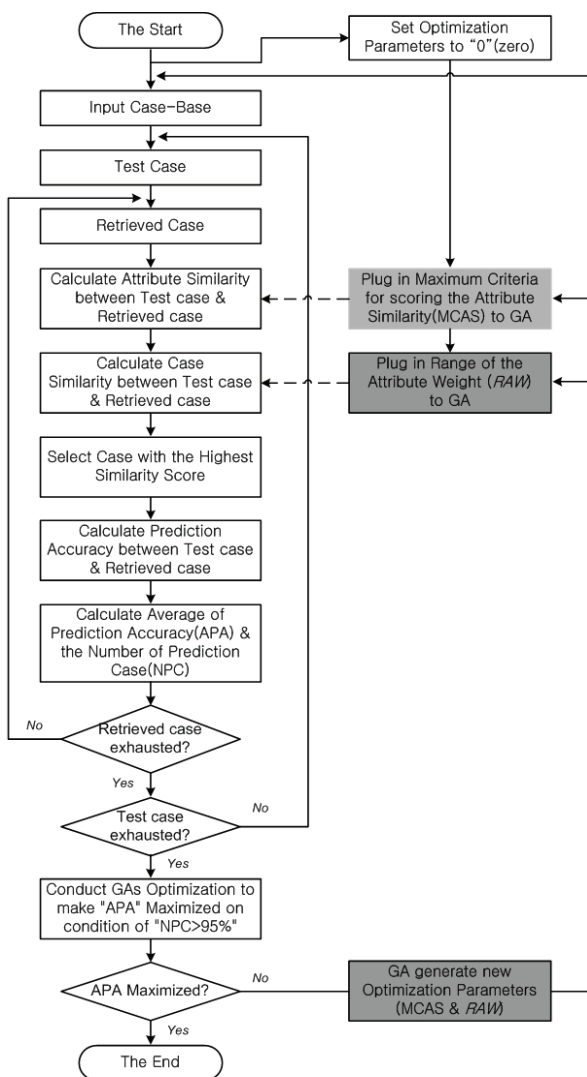 The Start
Set Optimization
Parameters to “0”(zero)
Input Case-Base
Test Case
Retrieved Case
Calculate Attribute Similarity
between Test case &
Retrieved case
Plug in Maximum Criteria
for scoring the Attribute
Similarity(MCAS) to GA
Calculate Case
Similarity between Test case
& Retrieved case
Plug in Range of the
Attribute Weight (RAW)
to GA
Select Case with the Highest
Similarity Score
Calculate Prediction
Accuracy between Test case
& Retrieved case
Calculate Average of
Prediction Accuracy(APA) &
the Number of Prediction
Case(NPC)
No
Retrieved case
exhausted?
Yes
No
Test case
exhausted?
Yes
Conduct GAs Optimization to
make "APA" Maximized on
condition of "NPC>95%"
APA Maximized?
No
GA generate new
Optimization Parameters
(MCAS & RAW)
Yes
The End